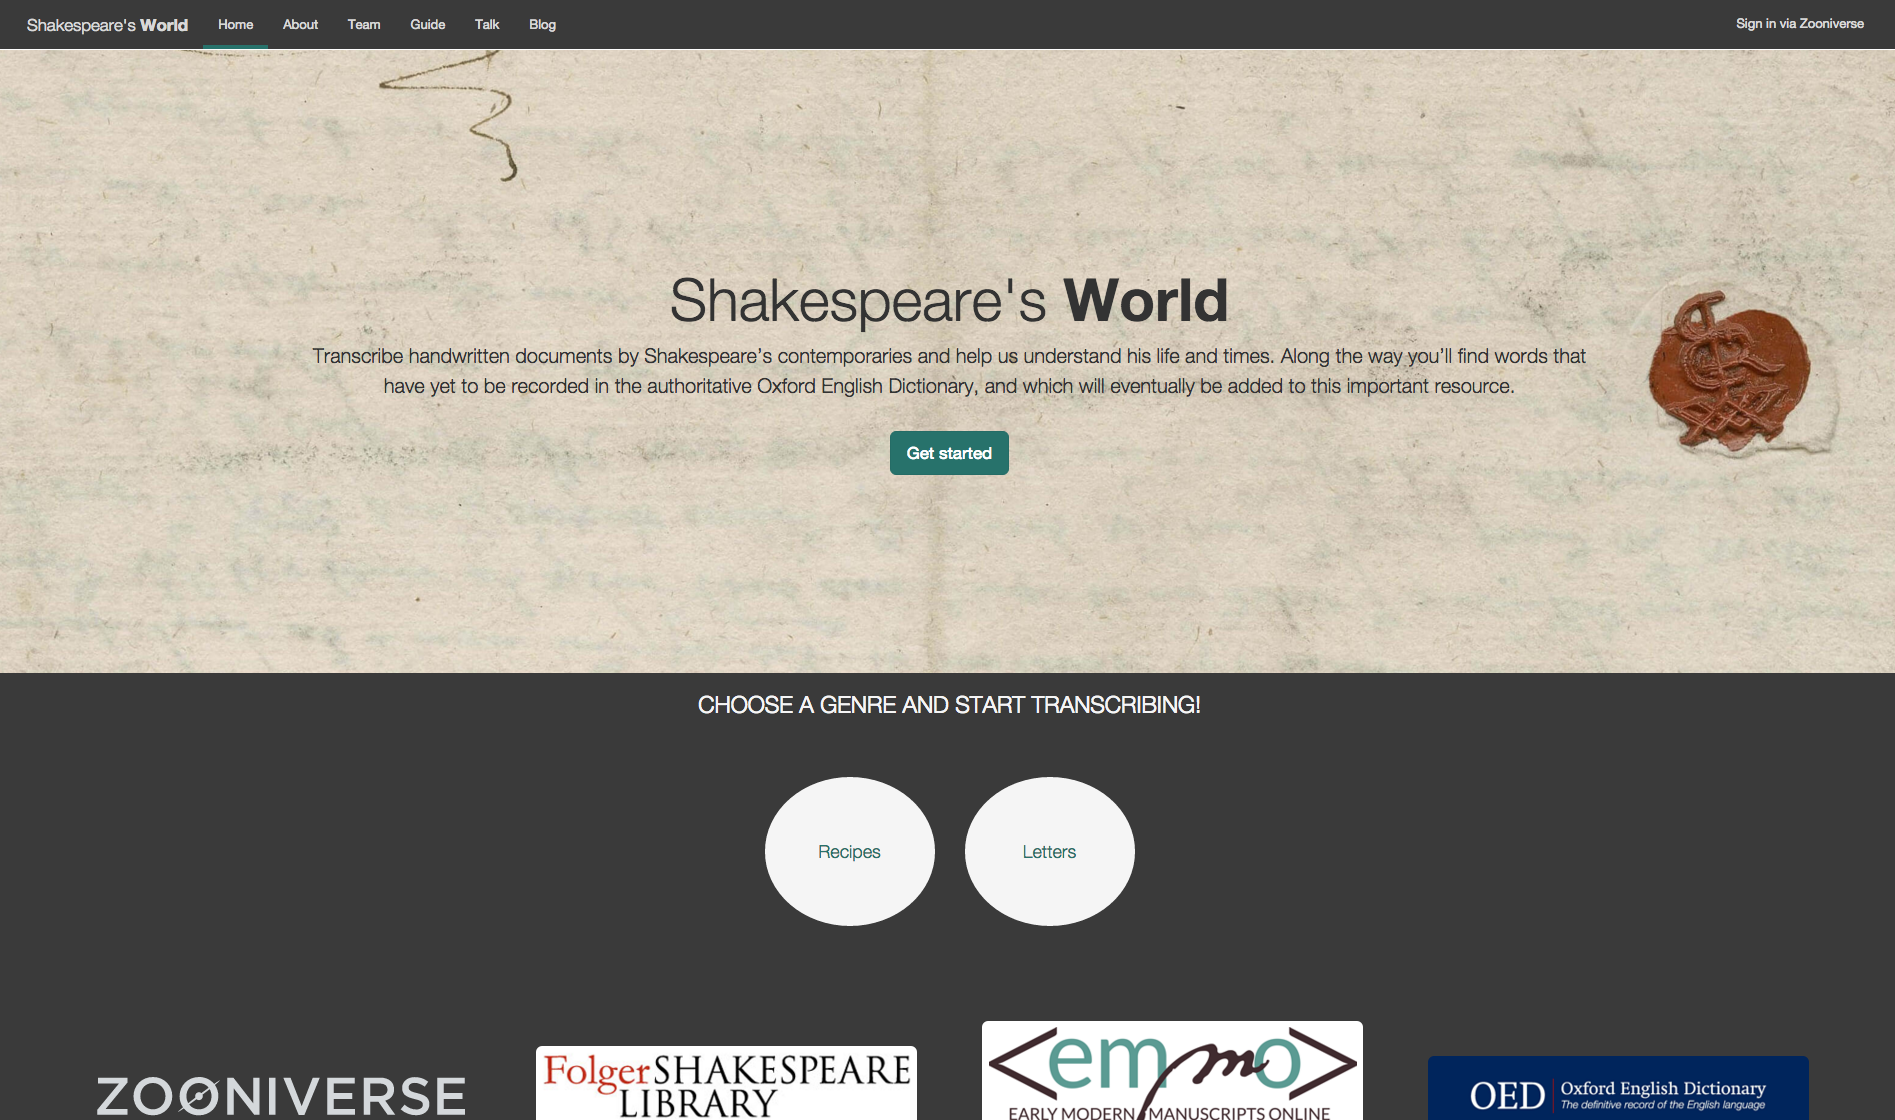 Shakespeare's World Home About Team Guide Talk Blog Sign in via Zooniverse
Shakespeare's World
Transcribe handwritten documents by Shakespeare’s contemporaries and help us understand his life and times. Along the way you’ll find words that
have yet to be recorded in the authoritative Oxford English Dictionary, and which will eventually be added to this important resource.
Get started
CHOOSE A GENRE AND START TRANSCRIBING!
Recipes Letters
ZOONIVERSE
Folger SHAKESPEARE
LIBRARY
<emmo>
EARLY MODERN MANUSCRIPTS ONLINE
OED Oxford English Dictionary
The definitive record of the English language